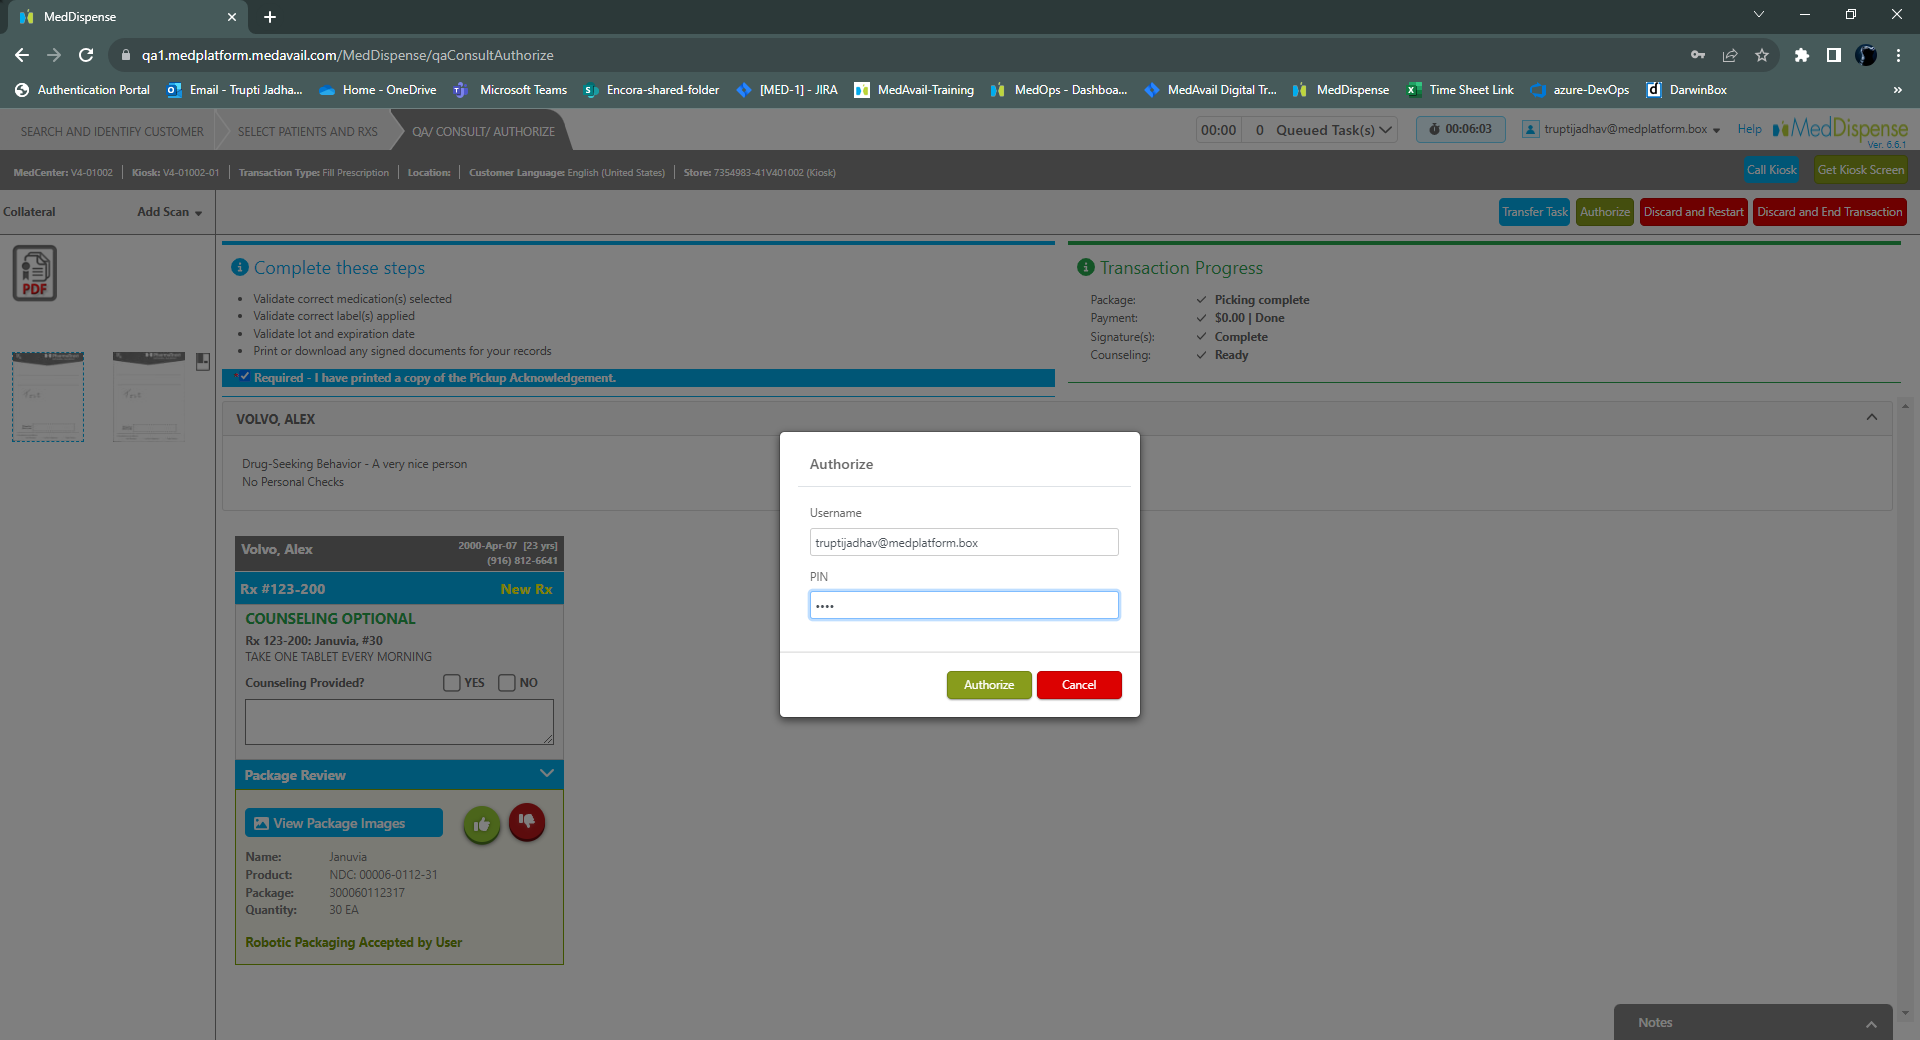 MedDispense
qa1.medplatform.medavail.com/MedDispense/qaConsultAuthorize
Authentication Portal
Email - Trupti Jadha...
Home - OneDrive
Microsoft Teams
Encora-shared-folder
[MED-1] - JIRA
MedAvail-Training
MedOps - Dashboa...
MedAvail Digital Tr...
MedDispense
Time Sheet Link
azure-DevOps
DarwinBox
»
SEARCH AND IDENTIFY CUSTOMER
SELECT PATIENTS AND RXS
QA/ CONSULT/ AUTHORIZE
00:00
0 Queued Task(s)
00:06:03
truptijadhav@medplatform.box
Help
MedDispense
Ver. 6.6.1
MedCenter: V4-01002
Kiosk: V4-01002-01
Transaction Type: Fill Prescription
Location:
Customer Language: English (United States)
Store: 7354983-41V401002 (Kiosk)
Call Kiosk
Get Kiosk Screen
Collateral
Add Scan
Transfer Task
Authorize
Discard and Restart
Discard and End Transaction
PDF
Complete these steps
• Validate correct medication(s) selected
• Validate correct label(s) applied
• Validate lot and expiration date
• Print or download any signed documents for your records
Required - I have printed a copy of the Pickup Acknowledgement.
Transaction Progress
Package: Picking complete
Payment: $0.00 | Done
Signature(s): Complete
Counseling: Ready
VOLVO, ALEX
Drug-Seeking Behavior - A very nice person
No Personal Checks
Volvo, Alex
2000-Apr-07 [23 yrs]
(916) 812-6641
Rx #123-200
New Rx
COUNSELING OPTIONAL
Rx 123-200: Januvia, #30
TAKE ONE TABLET EVERY MORNING
Counseling Provided?
YES
NO
Package Review
View Package Images
Name: Januvia
Product: NDC: 00006-0112-31
Package: 300060112317
Quantity: 30 EA
Robotic Packaging Accepted by User
Authorize
Username
truptijadhav@medplatform.box
PIN
••••
Authorize
Cancel
Notes